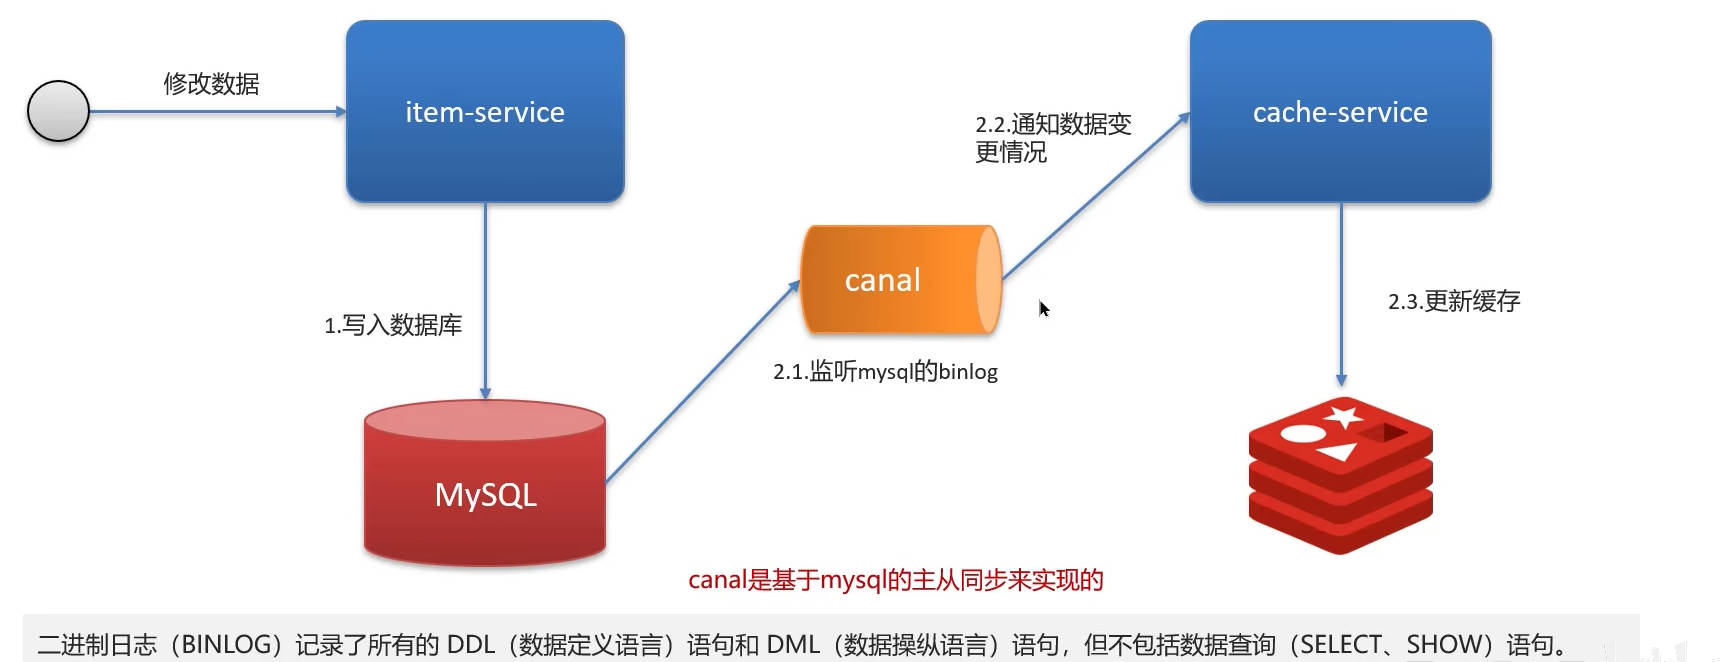 修改数据
item-service
cache-service
2.2.通知数据变
更情况
canal
1.写入数据库
2.3.更新缓存
2.1.监听mysql的binlog
MySQL
canal是基于mysql的主从同步来实现的
二进制日志（BINLOG）记录了所有的 DDL（数据定义语言）语句和 DML（数据操纵语言）语句，但不包括数据查询（SELECT、SHOW）语句。